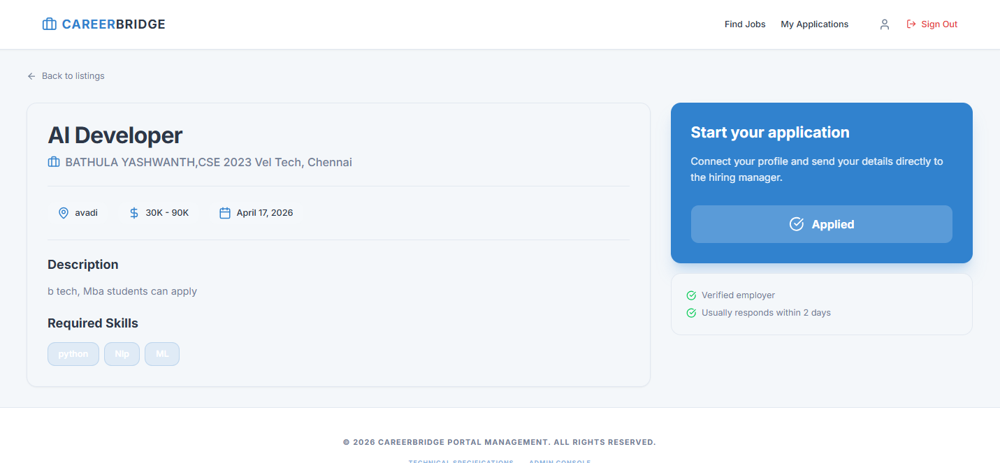 CAREERBRIDGE
Find Jobs
My Applications
Sign Out
Back to listings
AI Developer
BATHULA YASHWANTH,CSE 2023 Vel Tech, Chennai
avadi
30K - 90K
April 17, 2026
Description
b tech, Mba students can apply
Required Skills
python
Nlp
ML
Start your application
Connect your profile and send your details directly to
the hiring manager.
Applied
Verified employer
Usually responds within 2 days
© 2026 CAREERBRIDGE PORTAL MANAGEMENT. ALL RIGHTS RESERVED.
TECHNICAL SPECIFICATIONS
ADMIN CONSOLE